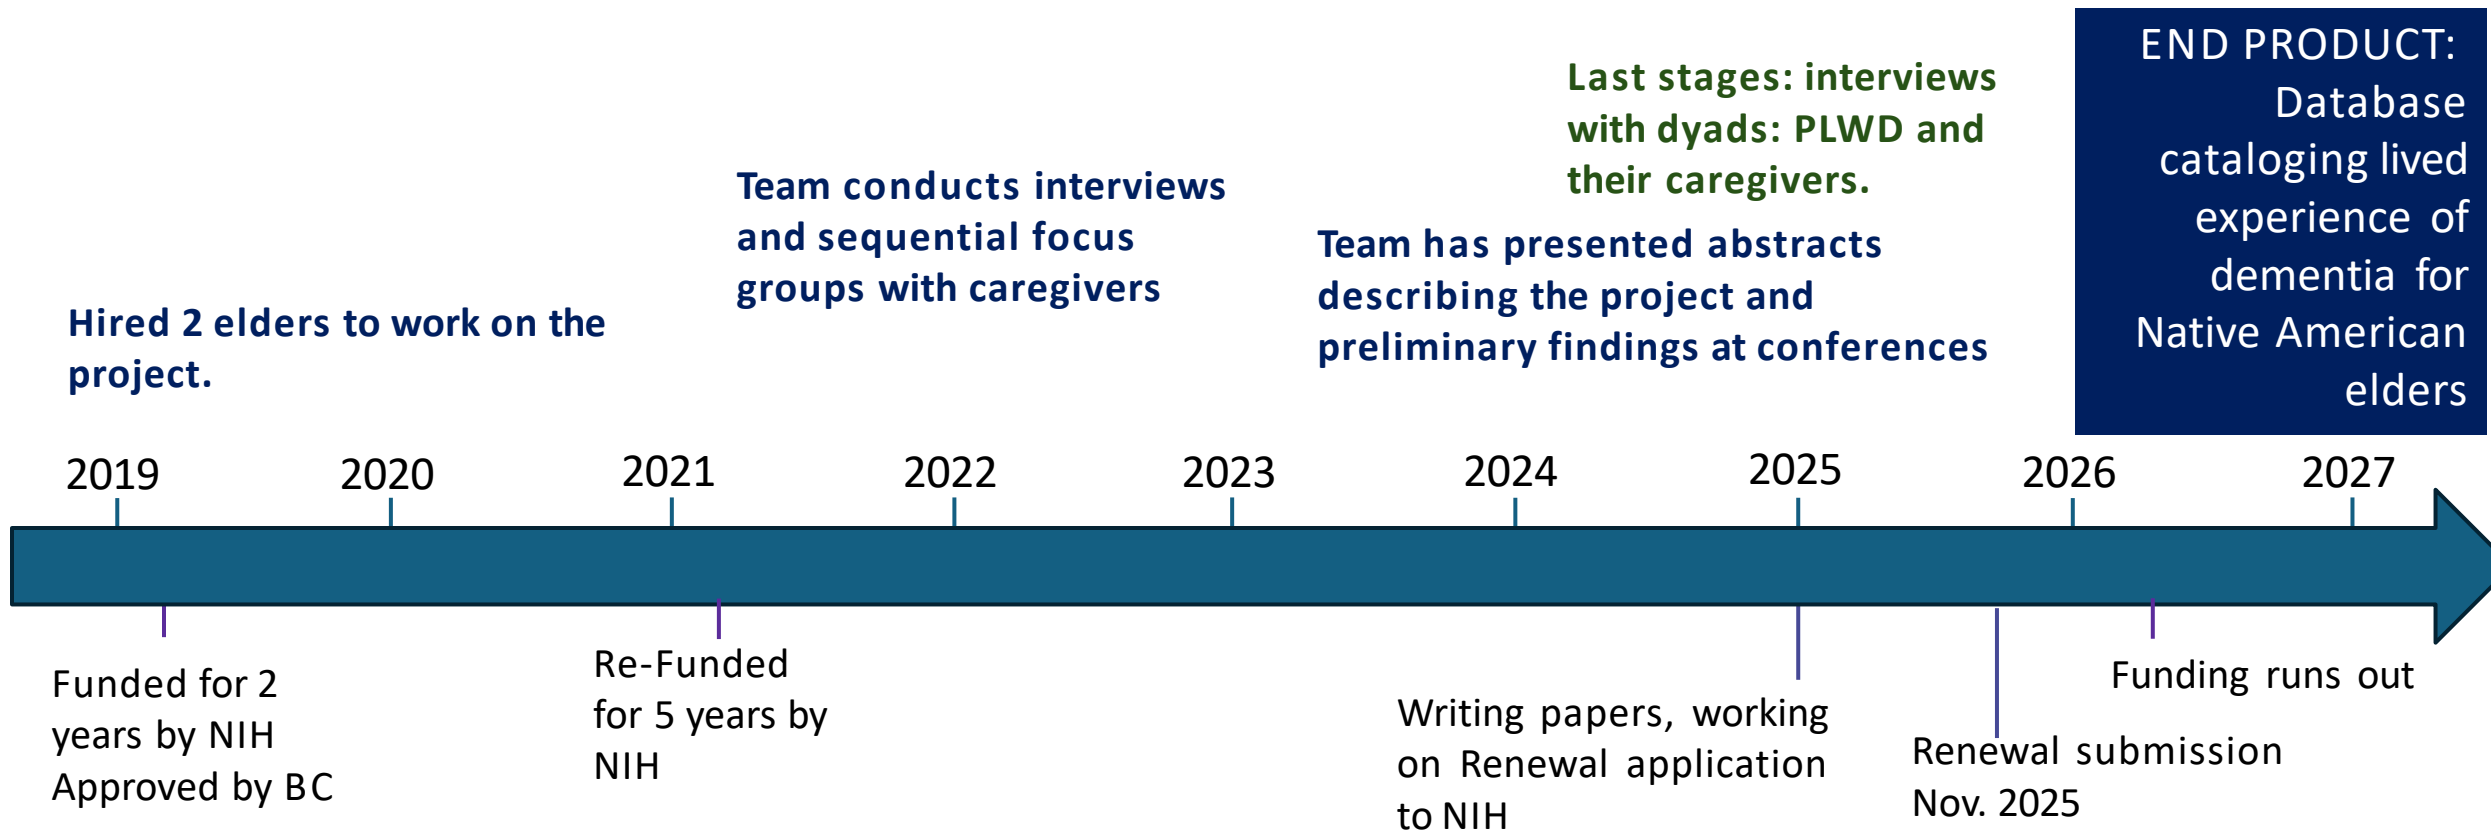 Hired 2 elders to work on the
project.
Team conducts interviews
and sequential focus
groups with caregivers
Last stages: interviews
with dyads: PLWD and
their caregivers.
Team has presented abstracts
describing the project and
preliminary findings at conferences
END PRODUCT:
Database
cataloging lived
experience of
dementia for
Native American
elders
2019 2020 2021 2022 2023 2024 2025 2026 2027
Funded for 2
years by NIH
Approved by BC
Re-Funded
for 5 years by
NIH
Writing papers, working
on Renewal application
to NIH
Renewal submission
Nov. 2025
Funding runs out